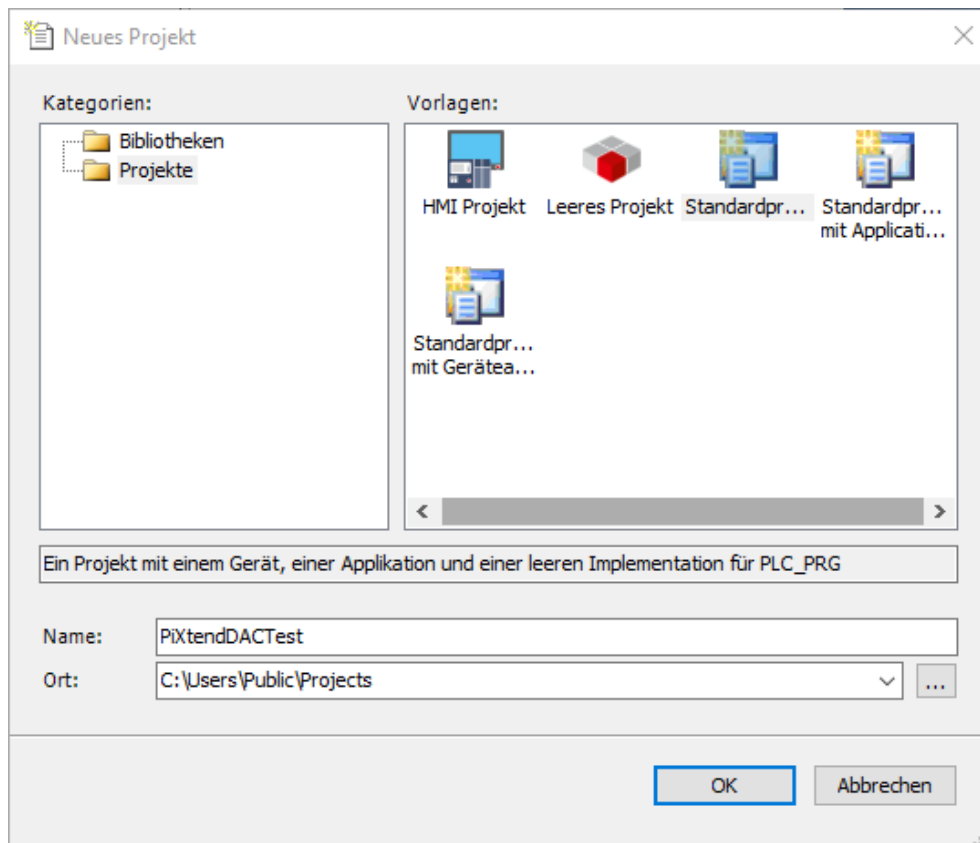 Neues Projekt
Kategorien:
Bibliotheken
Projekte
Vorlagen:
HMI Projekt
Leeres Projekt
Standardpr...
Standardpr...
mit Applicati...
Standardpr...
mit Gerätea...
Ein Projekt mit einem Gerät, einer Applikation und einer leeren Implementation für PLC_PRG
Name:
PiXtendDACTest
Ort:
C:\Users\Public\Projects
...
OK
Abbrechen